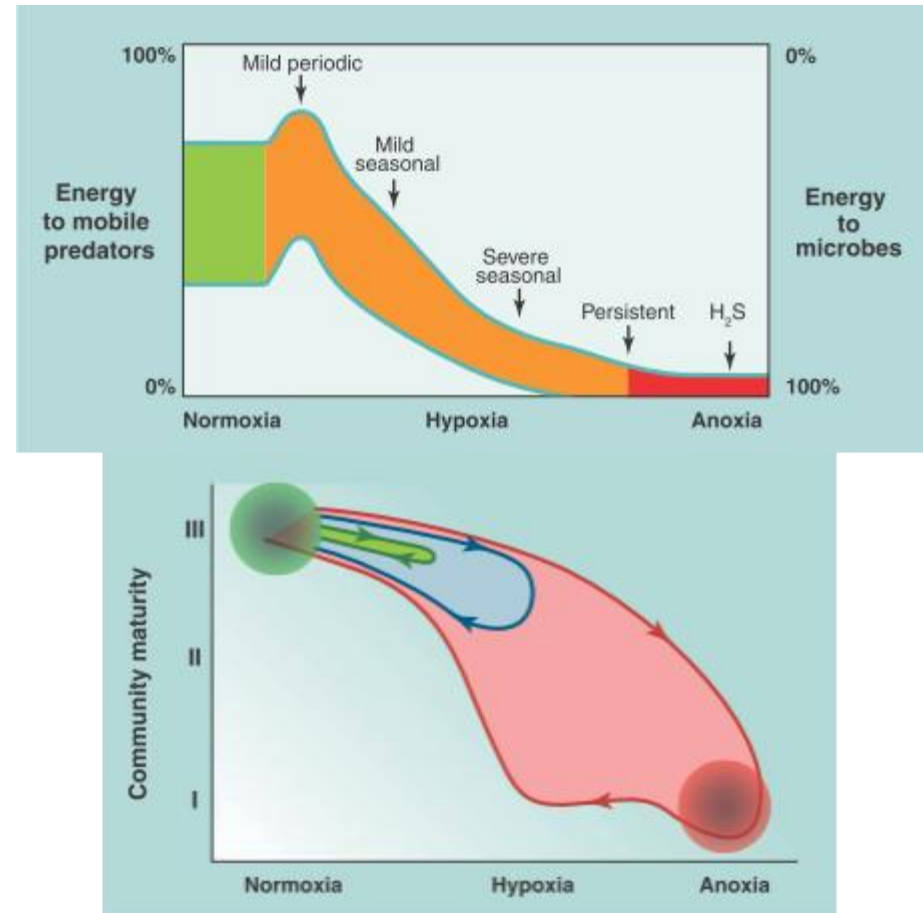 100%
0%
Mild periodic
Mild
seasonal
Energy
to mobile
predators
Energy
to
microbes
Severe
seasonal
Persistent
H₂S
0%
100%
Normoxia
Hypoxia
Anoxia
Community maturity
III
II
I
Normoxia
Hypoxia
Anoxia